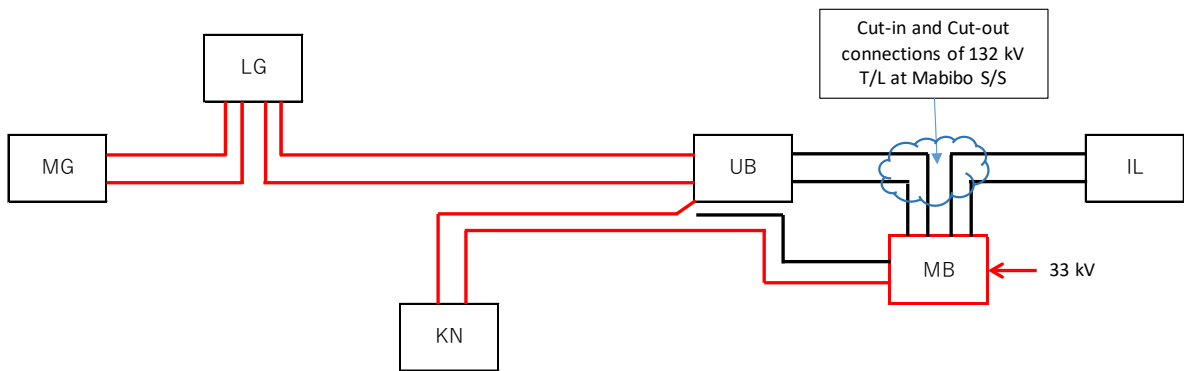 Cut-in and Cut-out
connections of 132 kV
T/L at Mabibo S/S
LG
MG
UB
IL
MB
33 kV
KN